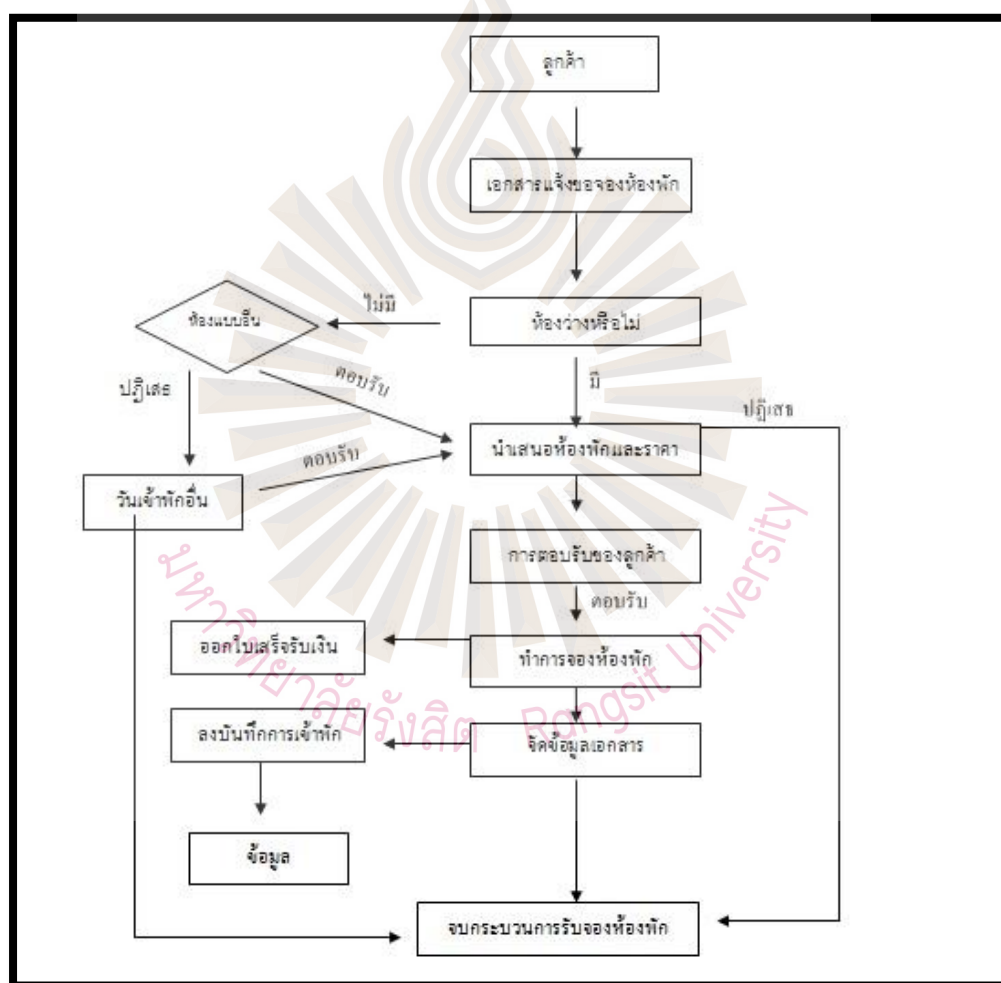 ลูกค้า
เอกสารแจ้งขอจองห้องพัก
ห้องว่างหรือไม่
ไม่มี
ห้องแบบอื่น
มี
ตอบรับ
ปฏิเสธ
ปฏิเสธ
นำเสนอห้องพักและราคา
ตอบรับ
วันเข้าพักอื่น
การตอบรับของลูกค้า
ตอบรับ
ออกใบเสร็จรับเงิน
ทำการจองห้องพัก
ลงบันทึกการเข้าพัก
จัดข้อมูลเอกสาร
ข้อมูล
จบกระบวนการรับจองห้องพัก
มหาวิทยาลัยรังสิต Rangsit University